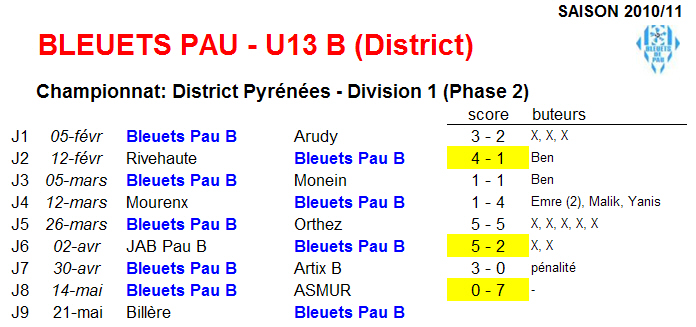 SAISON 2010/11
BLEUETS PAU - U13 B (District)
BLEUETS
DE PAU
Championnat: District Pyrénées - Division 1 (Phase 2)
score buteurs
J1 05-févr Bleuets Pau B Arudy 3 - 2 X, X, X
J2 12-févr Rivehaute Bleuets Pau B 4 - 1 Ben
J3 05-mars Bleuets Pau B Monein 1 - 1 Ben
J4 12-mars Mourenx Bleuets Pau B 1 - 4 Emre (2), Malik, Yanis
J5 26-mars Bleuets Pau B Orthez 5 - 5 X, X, X, X, X
J6 02-avr JAB Pau B Bleuets Pau B 5 - 2 X, X
J7 30-avr Bleuets Pau B Artix B 3 - 0 pénalité
J8 14-mai Bleuets Pau B ASMUR 0 - 7 -
J9 21-mai Billère Bleuets Pau B